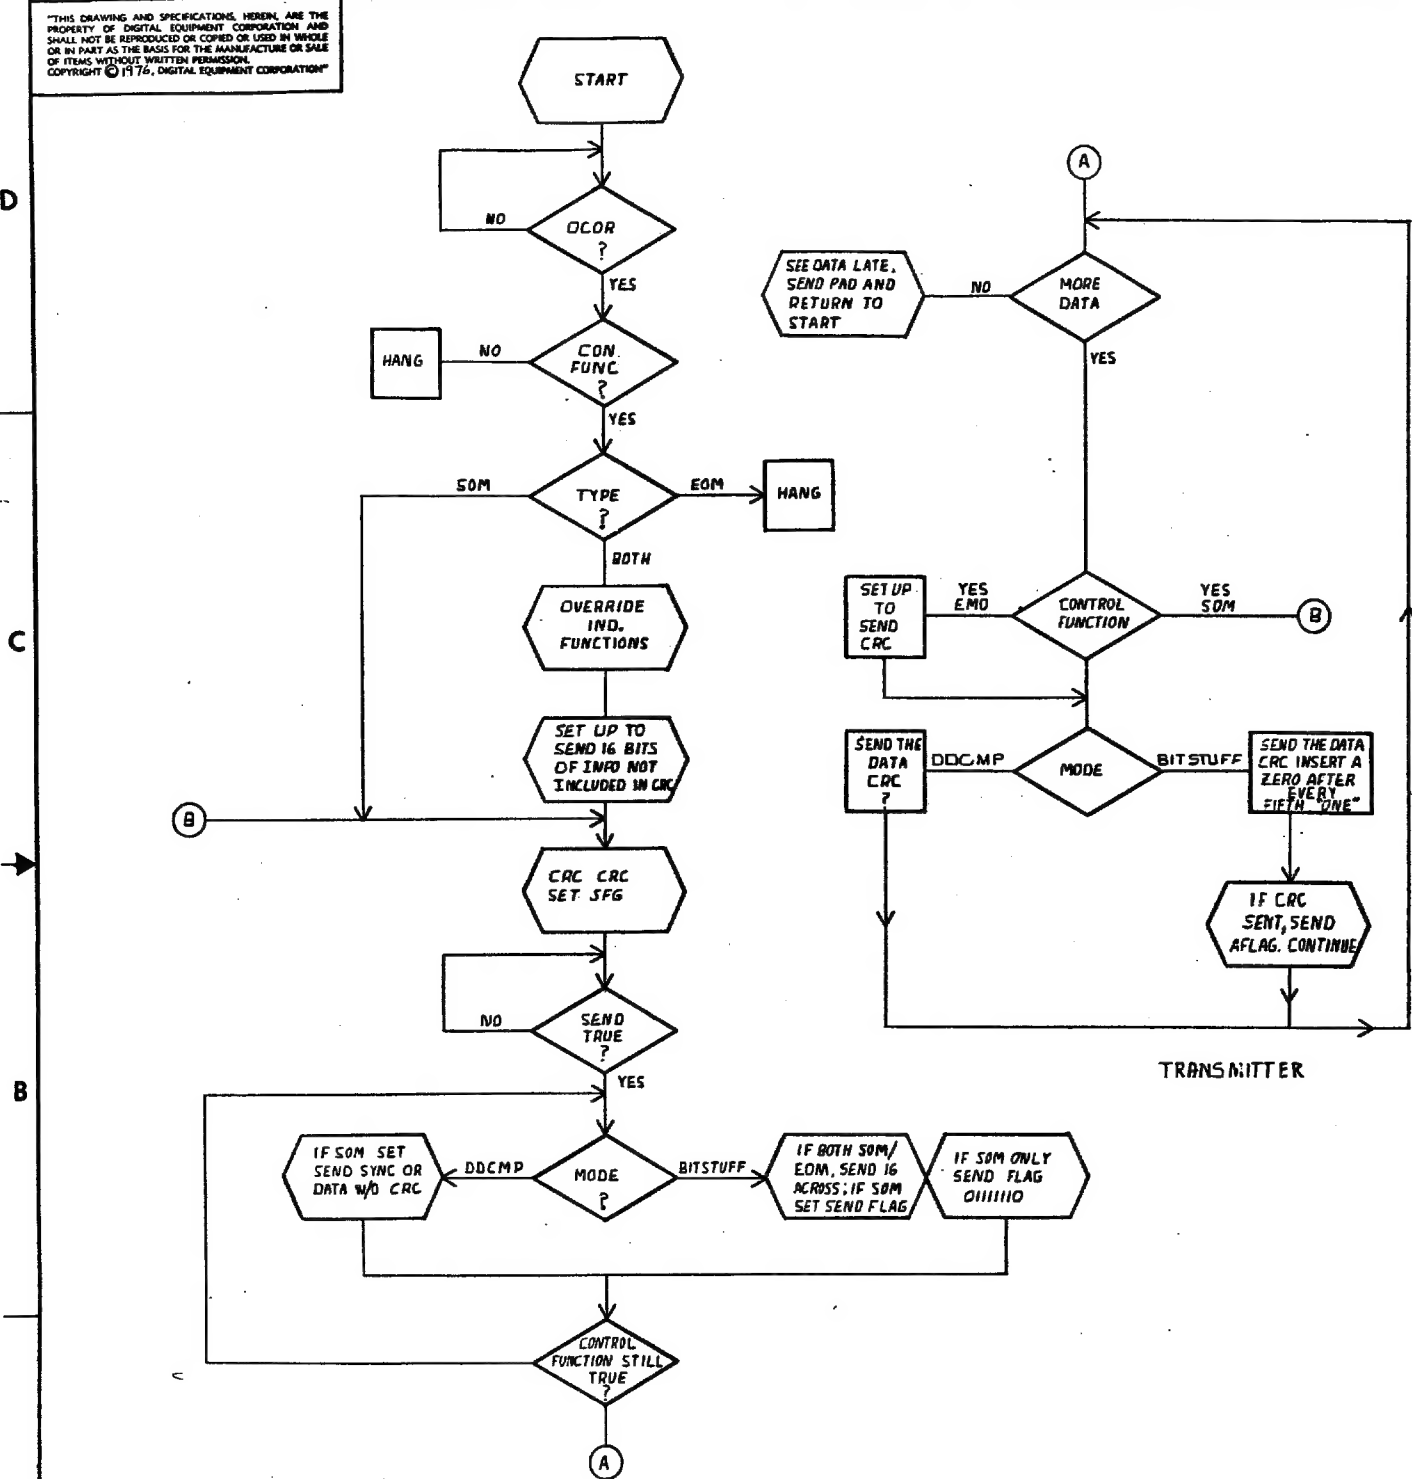 "THIS DRAWING AND SPECIFICATIONS, HEREIN, ARE THE
PROPERTY OF DIGITAL EQUIPMENT CORPORATION AND
SHALL NOT BE REPRODUCED OR COPIED OR USED IN WHOLE
OR IN PART AS THE BASIS FOR THE MANUFACTURE OR SALE
OF ITEMS WITHOUT WRITTEN PERMISSION.
COPYRIGHT © 1976, DIGITAL EQUIPMENT CORPORATION"
D
C
B
START
NO
OCOR
?
YES
HANG
NO
CON.
FUNC.
?
YES
SOM
TYPE
?
EOM
HANG
BOTH
OVERRIDE
IND.
FUNCTIONS
SET UP TO
SEND 16 BITS
OF INFO NOT
INCLUDED IN CRC
B
CRC CRC
SET SFG
NO
SEND
TRUE
?
YES
IF SOM SET
SEND SYNC OR
DATA W/O CRC
DDCMP
MODE
?
BITSTUFF
IF BOTH SOM/
EOM, SEND 16
ACROSS; IF SOM
SET SEND FLAG
IF SOM ONLY
SEND FLAG
01111110
CONTROL
FUNCTION STILL
TRUE
?
A
A
SEE DATA LATE,
SEND PAD AND
RETURN TO
START
NO
MORE
DATA
YES
SET UP
TO
SEND
CRC
YES
EMO
CONTROL
FUNCTION
YES
SOM
B
SEND THE
DATA
CRC
?
DDCMP
MODE
BITSTUFF
SEND THE DATA
CRC INSERT A
ZERO AFTER
EVERY
FIFTH "ONE"
IF CRC
SENT, SEND
AFLAG. CONTINUE
TRANSMITTER